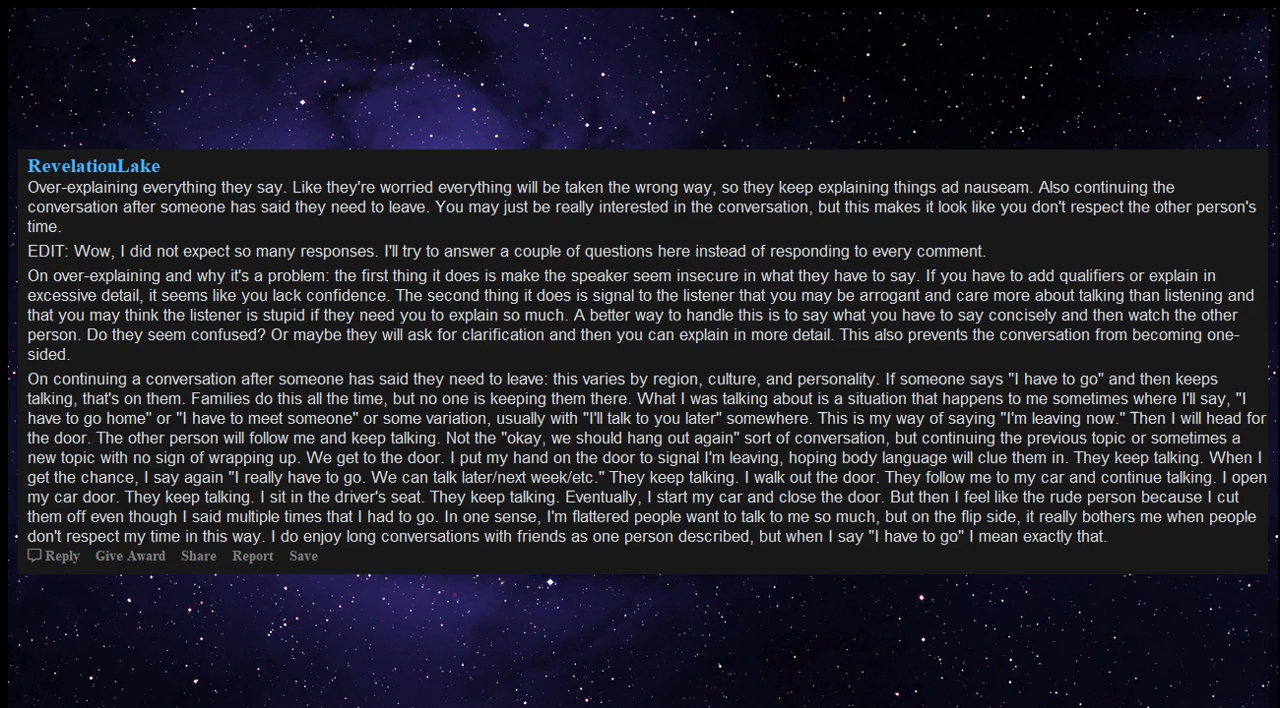 RevelationLake
Over-explaining everything they say. Like they're worried everything will be taken the wrong way, so they keep explaining things ad nauseam. Also continuing the
conversation after someone has said they need to leave. You may just be really interested in the conversation, but this makes it look like you don't respect the other person's
time.
EDIT: Wow, I did not expect so many responses. I'll try to answer a couple of questions here instead of responding to every comment.
On over-explaining and why it's a problem: the first thing it does is make the speaker seem insecure in what they have to say. If you have to add qualifiers or explain in
excessive detail, it seems like you lack confidence. The second thing it does is signal to the listener that you may be arrogant and care more about talking than listening and
that you may think the listener is stupid if they need you to explain so much. A better way to handle this is to say what you have to say concisely and then watch the other
person. Do they seem confused? Or maybe they will ask for clarification and then you can explain in more detail. This also prevents the conversation from becoming one-
sided.
On continuing a conversation after someone has said they need to leave: this varies by region, culture, and personality. If someone says "I have to go" and then keeps
talking, that's on them. Families do this all the time, but no one is keeping them there. What I was talking about is a situation that happens to me sometimes where I'll say, "I
have to go home" or "I have to meet someone" or some variation, usually with "I'll talk to you later" somewhere. This is my way of saying "I'm leaving now." Then I will head for
the door. The other person will follow me and keep talking. Not the "okay, we should hang out again" sort of conversation, but continuing the previous topic or sometimes a
new topic with no sign of wrapping up. We get to the door. I put my hand on the door to signal I'm leaving, hoping body language will clue them in. They keep talking. When I
get the chance, I say again "I really have to go. We can talk later/next week/etc." They keep talking. I walk out the door. They follow me to my car and continue talking. I open
my car door. They keep talking. I sit in the driver's seat. They keep talking. Eventually, I start my car and close the door. But then I feel like the rude person because I cut
them off even though I said multiple times that I had to go. In one sense, I'm flattered people want to talk to me so much, but on the flip side, it really bothers me when people
don't respect my time in this way. I do enjoy long conversations with friends as one person described, but when I say "I have to go" I mean exactly that.
Reply Give Award Share Report Save